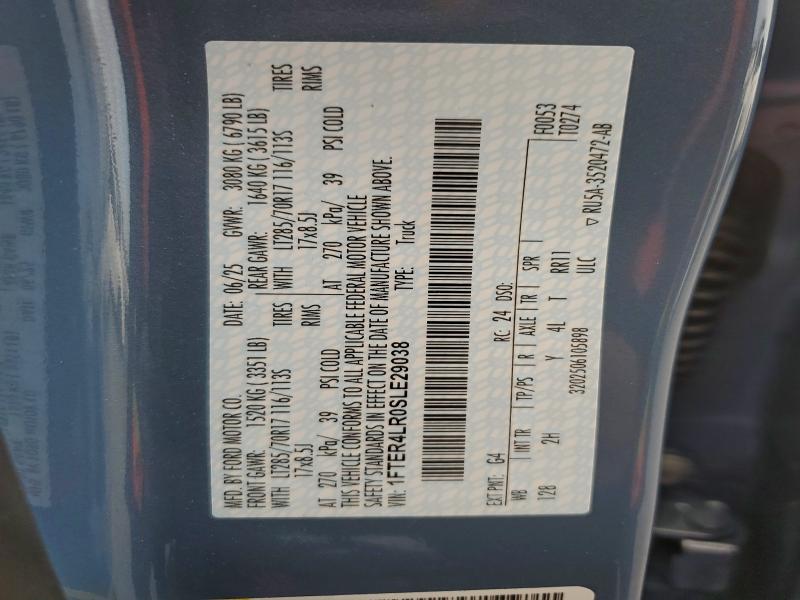 MFD. BY FORD MOTOR CO.
DATE: 06/25 GVWR: 3080 KG ( 6790 LB)
FRONT GAWR: 1520 KG ( 3351 LB) REAR GAWR: 1640 KG ( 3615 LB)
WITH LT285/70R17 116/113S TIRES WITH LT285/70R17 116/113S TIRES
17x8.5J RIMS 17x8.5J RIMS
AT 270 kPa/ 39 PSI COLD AT 270 kPa/ 39 PSI COLD
THIS VEHICLE CONFORMS TO ALL APPLICABLE FEDERAL MOTOR VEHICLE
SAFETY STANDARDS IN EFFECT ON THE DATE OF MANUFACTURE SHOWN ABOVE.
VIN: 1FTER4LR0SLE29038 TYPE: Truck
EXT PNT: G4 RC: 24 DSO: F0053
WB INT TR TP/PS R AXLE TR SPR T0274
128 2H Y 4L T RR11
ULC
3202506105898 ▽ RU5A-3520472-AB